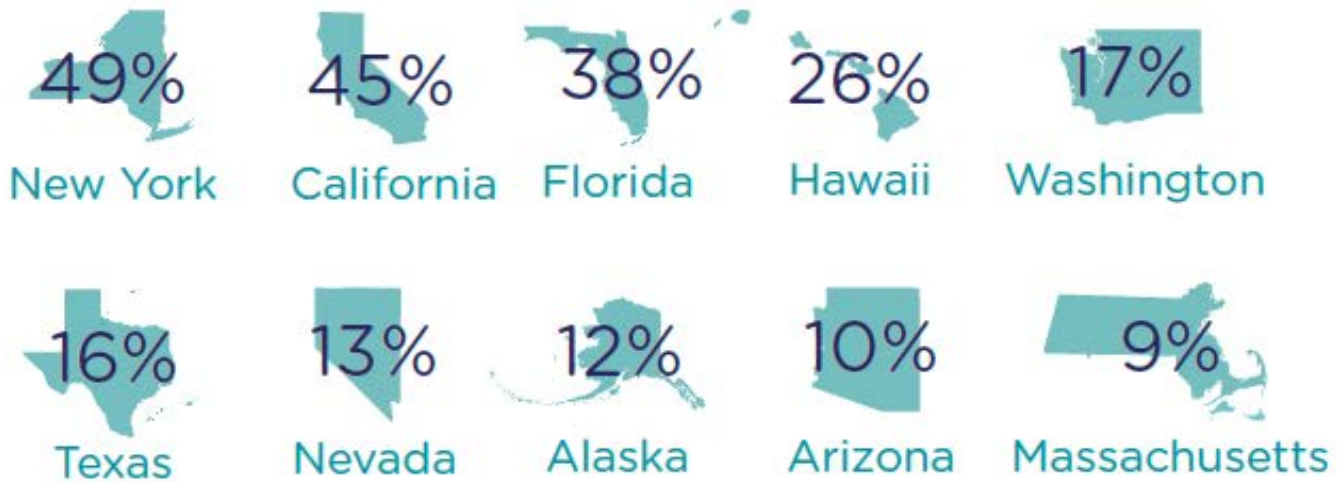 49% 45% 38% 26% 17%
New York California Florida Hawaii Washington
16% 13% 12% 10% 9%
Texas Nevada Alaska Arizona Massachusetts